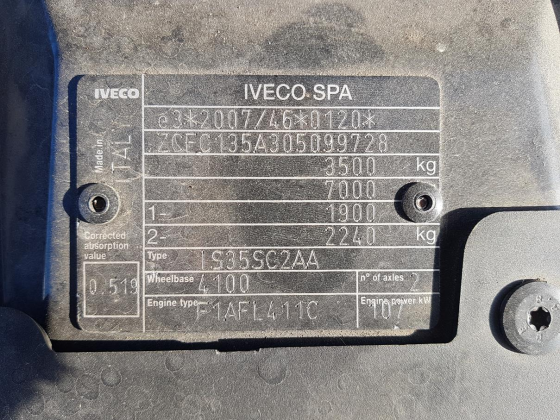 IVECO IVECO SPA
e3*2007/46*0120*
ZCFC135A305099728
Made in ITALY
3500 kg
7000
1- 1900
2- 2240 kg
Corrected absorption value
0.519
Type IS35SC2AA
Wheelbase 4100 n° of axles 2
Engine type F1AFL411C Engine power kW 107